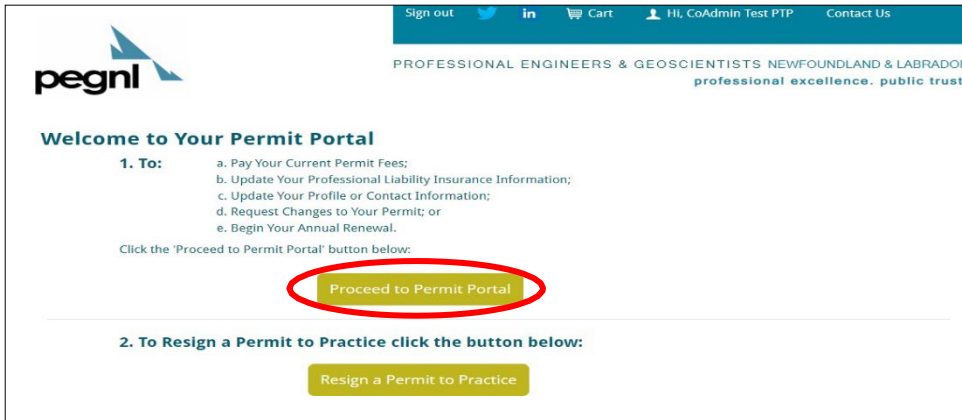 Sign out in Cart Hi, CoAdmin Test PTP Contact Us
pegnl
PROFESSIONAL ENGINEERS & GEOSCIENTISTS NEWFOUNDLAND & LABRADO
professional excellence. public trust
Welcome to Your Permit Portal
1. To: a. Pay Your Current Permit Fees;
b. Update Your Professional Liability Insurance Information;
c. Update Your Profile or Contact Information;
d. Request Changes to Your Permit; or
e. Begin Your Annual Renewal.
Click the 'Proceed to Permit Portal' button below:
Proceed to Permit Portal
2. To Resign a Permit to Practice click the button below:
Resign a Permit to Practice